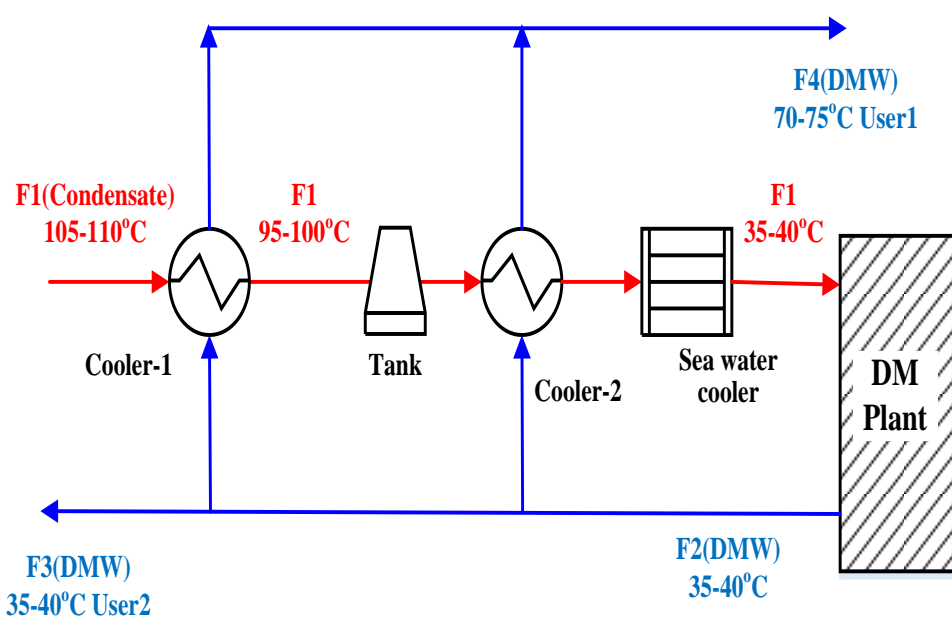 F4(DMW)
70-75°C User1
F1(Condensate)
105-110°C
F1
95-100°C
F1
35-40°C
Cooler-1
Tank
Cooler-2
Sea water
cooler
DM
Plant
F3(DMW)
35-40°C User2
F2(DMW)
35-40°C